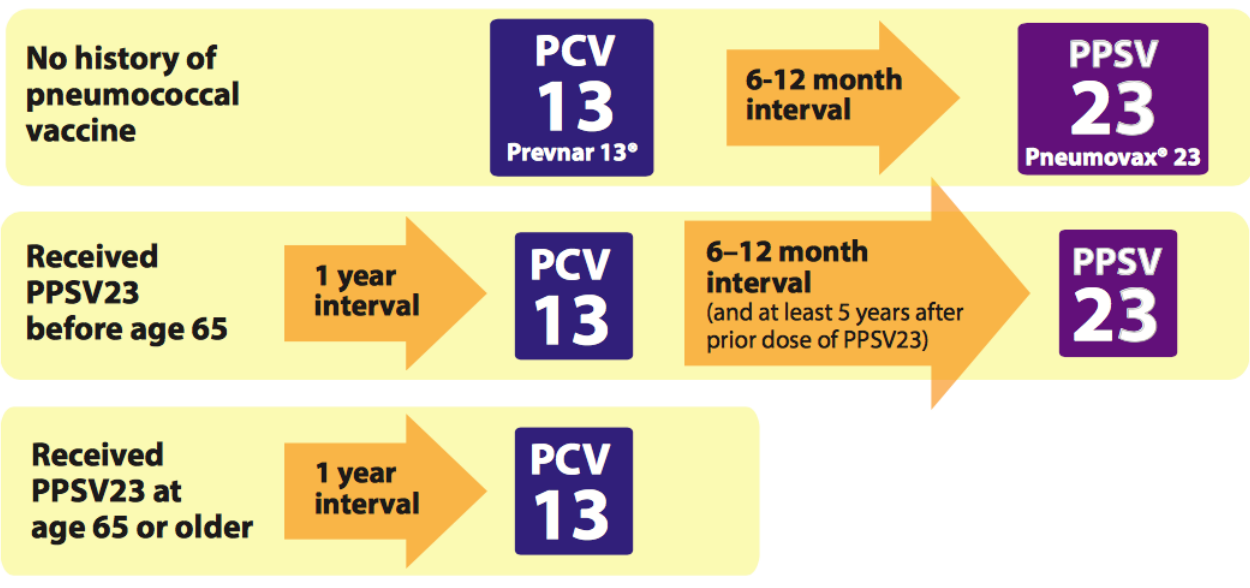 No history of
pneumococcal
vaccine
PCV
13
Prevnar 13®
6-12 month
interval
PPSV
23
Pneumovax® 23
Received
PPSV23
before age 65
1 year
interval
PCV
13
6–12 month
interval
(and at least 5 years after
prior dose of PPSV23)
PPSV
23
Received
PPSV23 at
age 65 or older
1 year
interval
PCV
13